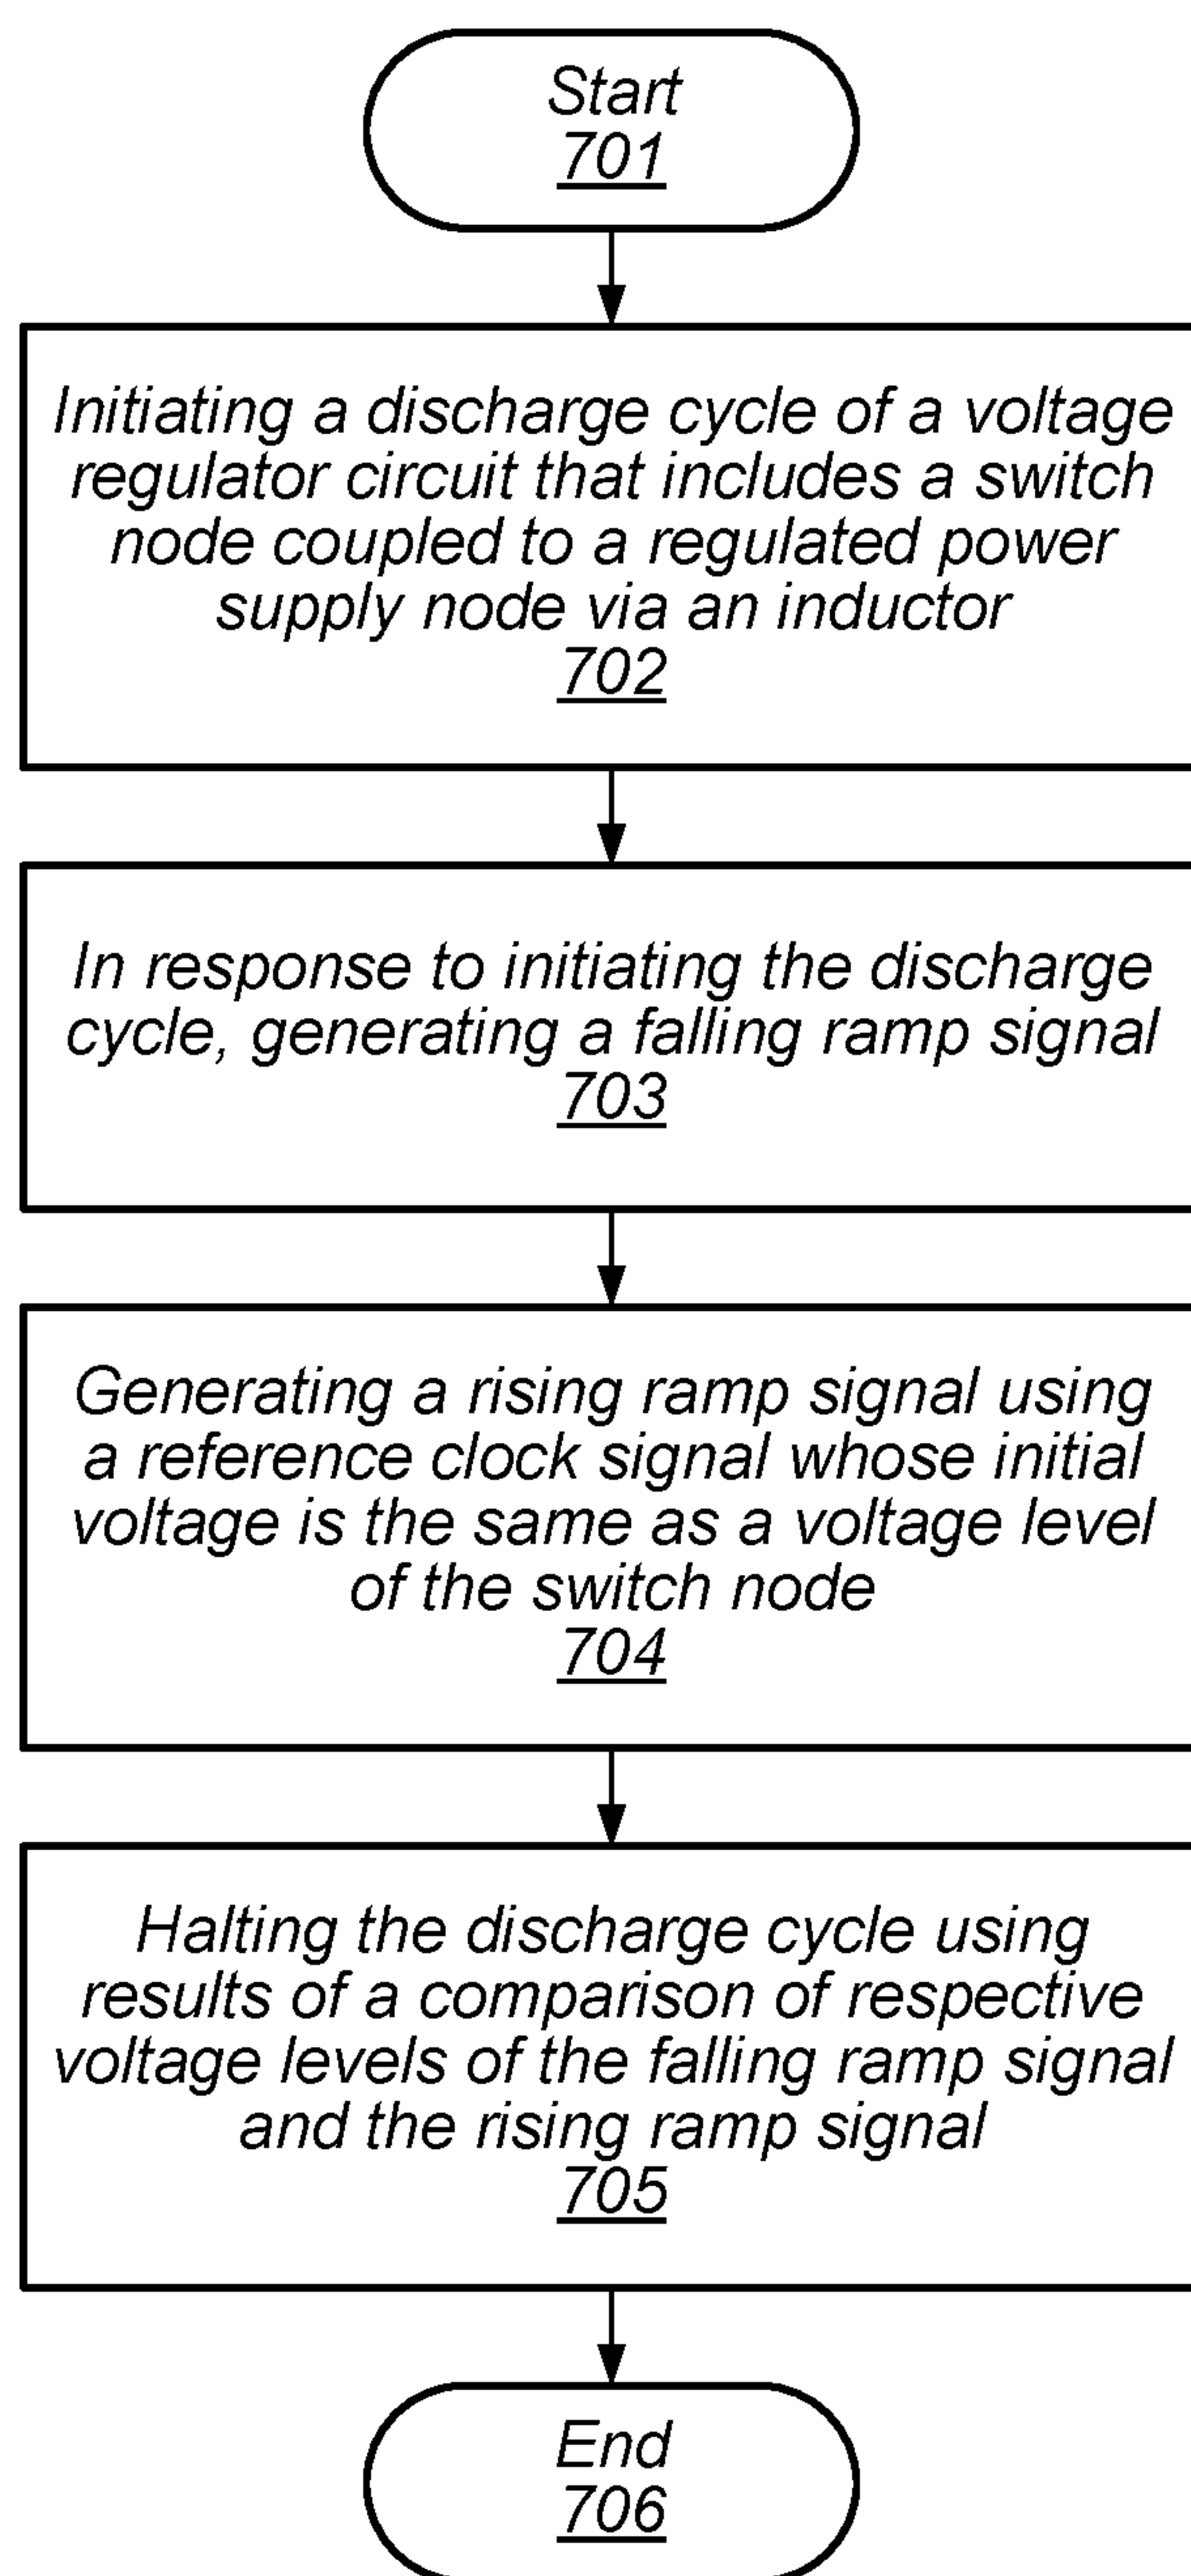 Start
701
Initiating a discharge cycle of a voltage
regulator circuit that includes a switch
node coupled to a regulated power
supply node via an inductor
702
In response to initiating the discharge
cycle, generating a falling ramp signal
703
Generating a rising ramp signal using
a reference clock signal whose initial
voltage is the same as a voltage level
of the switch node
704
Halting the discharge cycle using
results of a comparison of respective
voltage levels of the falling ramp signal
and the rising ramp signal
705
End
706